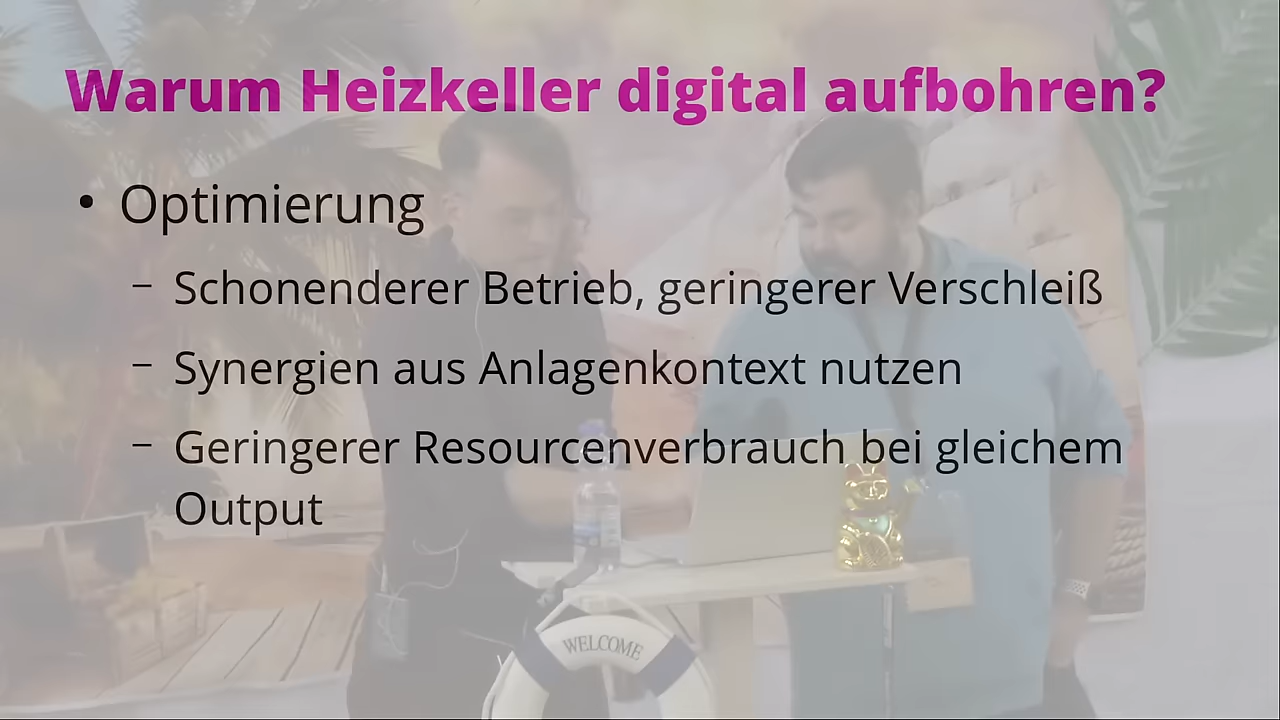 Warum Heizkeller digital aufbohren?
• Optimierung
– Schonenderer Betrieb, geringerer Verschleiß
– Synergien aus Anlagenkontext nutzen
– Geringerer Resourcenverbrauch bei gleichem
Output
WELCOME